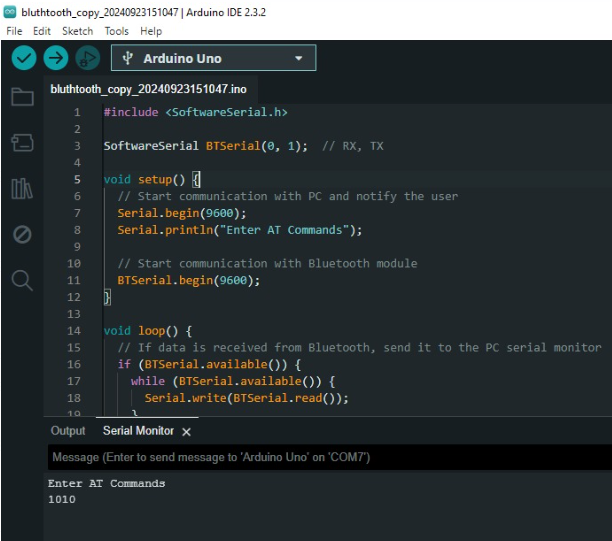 bluthtooth_copy_20240923151047 | Arduino IDE 2.3.2
File Edit Sketch Tools Help
Arduino Uno
bluthtooth_copy_20240923151047.ino
1 #include <SoftwareSerial.h>
2
3 SoftwareSerial BTSerial(0, 1);  // RX, TX
4
5 void setup() {
6   // Start communication with PC and notify the user
7   Serial.begin(9600);
8   Serial.println("Enter AT Commands");
9
10   // Start communication with Bluetooth module
11   BTSerial.begin(9600);
12 }
13
14 void loop() {
15   // If data is received from Bluetooth, send it to the PC serial monitor
16   if (BTSerial.available()) {
17     while (BTSerial.available()) {
18       Serial.write(BTSerial.read());
19     }
Output Serial Monitor
Message (Enter to send message to 'Arduino Uno' on 'COM7')
Enter AT Commands
1010